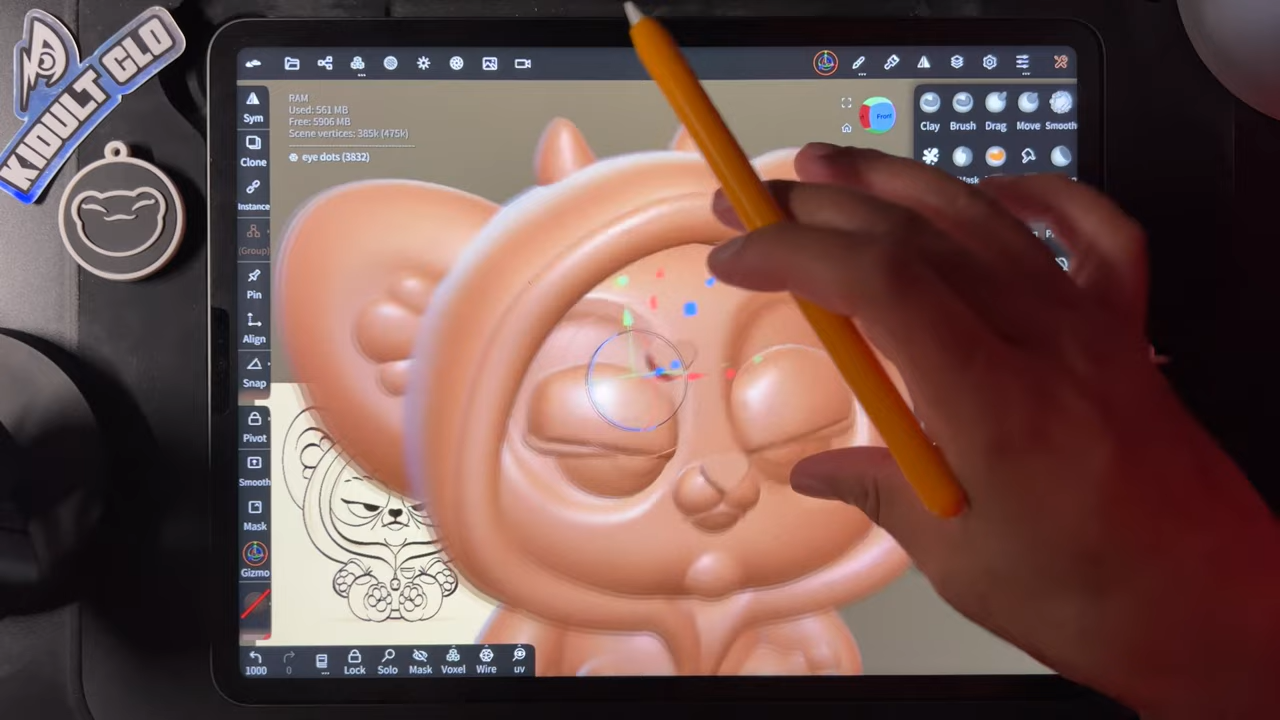 KIDULT GLO
RAM
Used: 561 MB
Free: 5906 MB
Scene vertices: 385k (475k)
eye dots (3832)
Front
Clay
Brush
Drag
Move
Smooth
Mask
Sym
Clone
Instance
(Group)
Pin
Align
Snap
Pivot
Smooth
Mask
Gizmo
1000
0
Lock
Solo
Mask
Voxel
Wire
uv